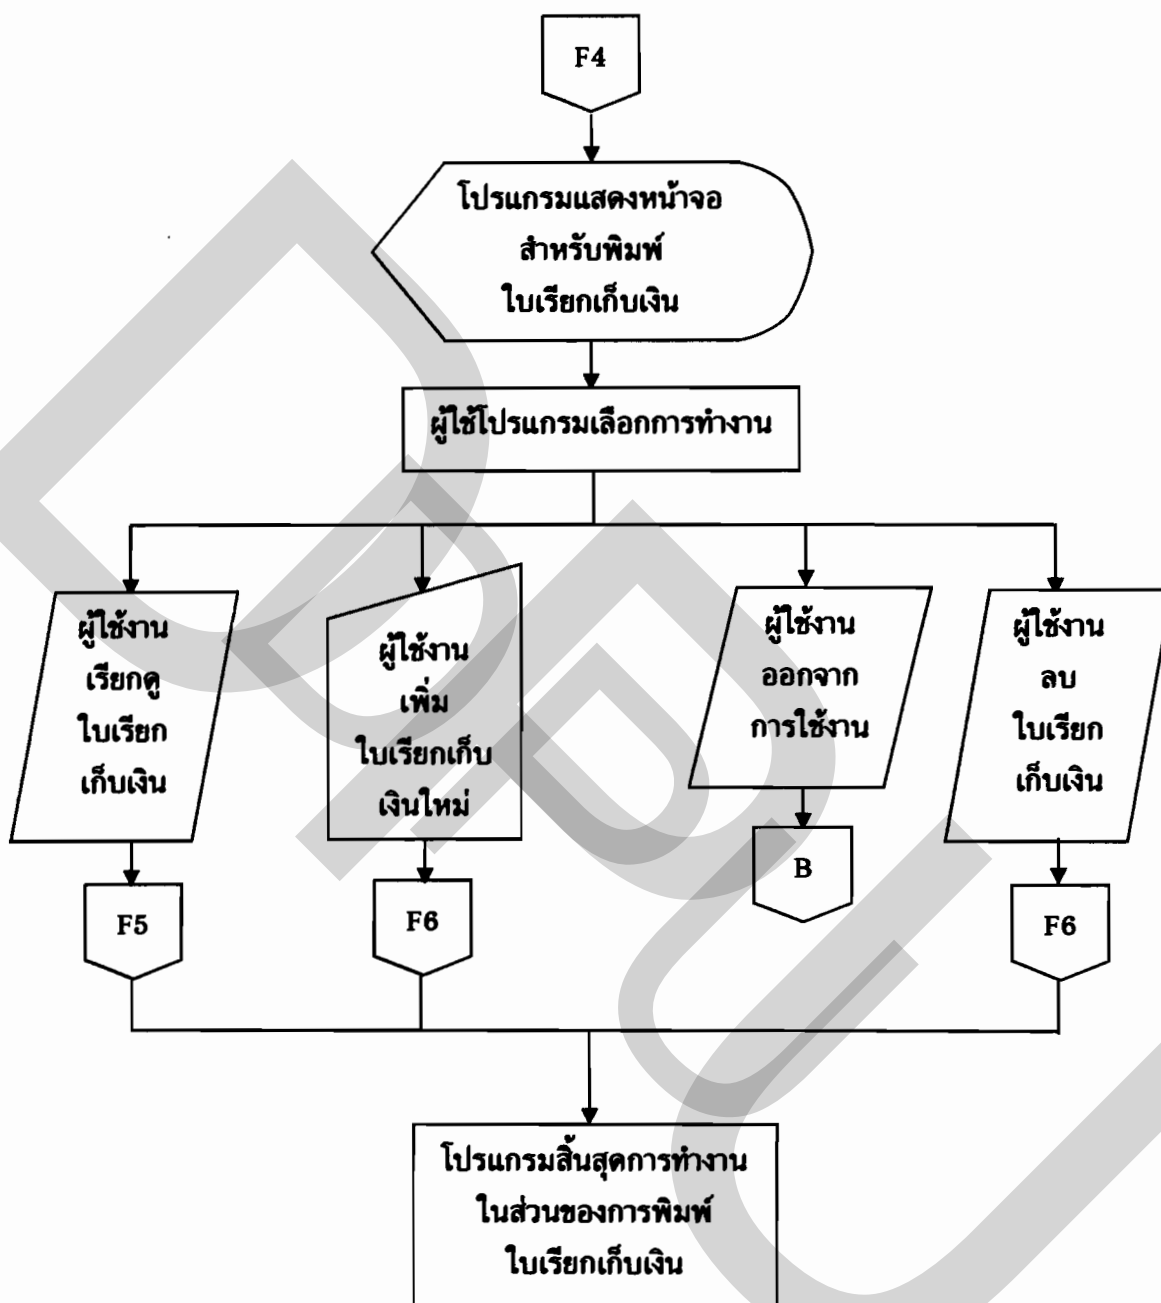 F4
โปรแกรมแสดงหน้าจอ
สำหรับพิมพ์
ใบเรียกเก็บเงิน
ผู้ใช้โปรแกรมเลือกการทำงาน
ผู้ใช้งาน
เรียกดู
ใบเรียก
เก็บเงิน
ผู้ใช้งาน
เพิ่ม
ใบเรียกเก็บ
เงินใหม่
ผู้ใช้งาน
ออกจาก
การใช้งาน
ผู้ใช้งาน
ลบ
ใบเรียก
เก็บเงิน
F5
F6
B
F6
โปรแกรมสิ้นสุดการทำงาน
ในส่วนของการพิมพ์
ใบเรียกเก็บเงิน